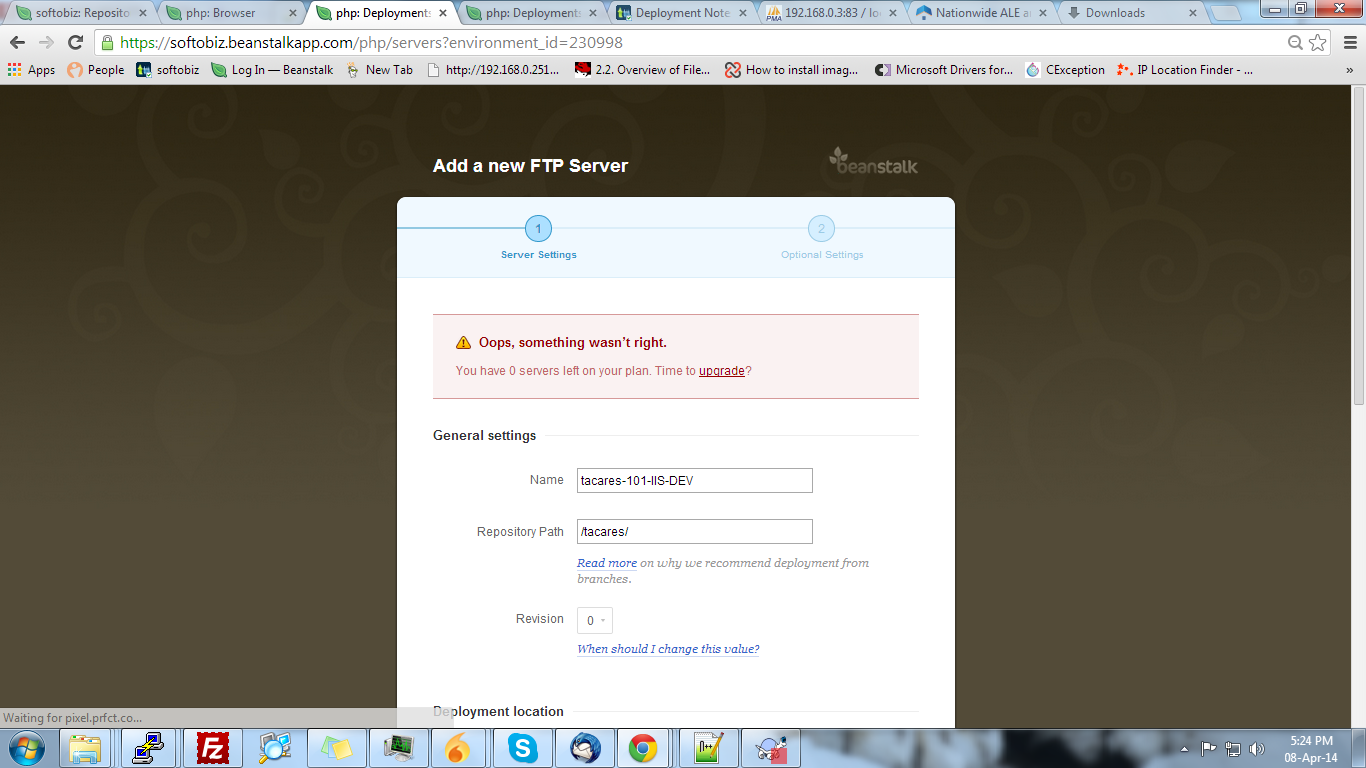 softobiz: Reposito
php: Browser
php: Deployments
php: Deployments
Deployment Note
PMA
192.168.0.3:83 / lo
Nationwide ALE a
Downloads
https://softobiz.beanstalkapp.com/php/servers?environment_id=230998
Apps
People
softobiz
Log In — Beanstalk
New Tab
http://192.168.0.251...
2.2. Overview of File...
How to install imag...
Microsoft Drivers for...
CException
IP Location Finder - ...
»
Add a new FTP Server
beanstalk
1
2
Server Settings
Optional Settings
Oops, something wasn't right.
You have 0 servers left on your plan. Time to upgrade?
General settings
Name
tacares-101-IIS-DEV
Repository Path
/tacares/
Read more on why we recommend deployment from
branches.
Revision
0
When should I change this value?
Deployment location
Waiting for pixel.prfct.co...
Fz
S
N++
5:24 PM
08-Apr-14